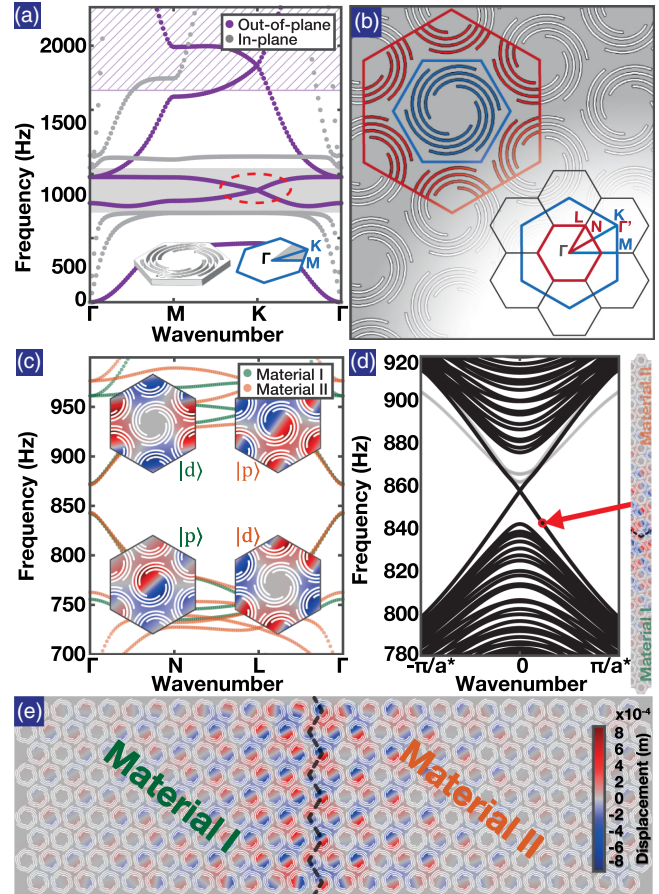 (a)
Out-of-plane
In-plane
2000
1500
1000
500
0
Frequency (Hz)
Γ
K
M
Γ M K Γ
Wavenumber
(b)
L
N
K
Γ'
Γ
M
(c)
Material I
Material II
950
900
850
800
750
700
Frequency (Hz)
|d⟩ |p⟩
|p⟩ |d⟩
Γ N L Γ
Wavenumber
(d)
920
900
880
860
840
820
800
780
Frequency (Hz)
-π/a* 0 π/a*
Wavenumber
Material II
Material I
(e)
Material I
Material II
x10⁻⁴
8
6
4
2
0
-2
-4
-6
-8
Displacement (m)